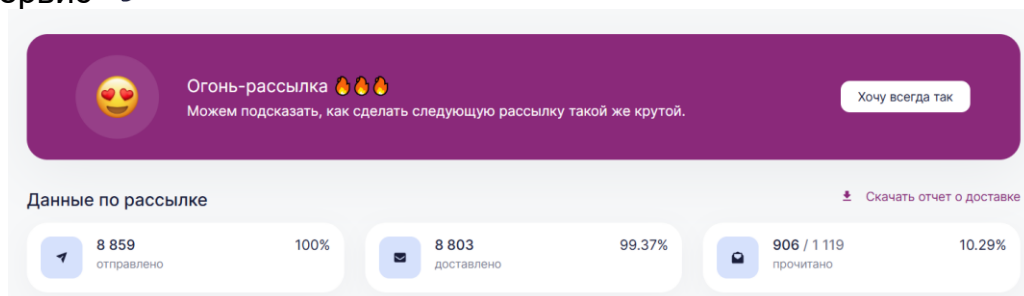 Огонь-рассылка 🔥🔥🔥
Можем подсказать, как сделать следующую рассылку такой же крутой.
Хочу всегда так
Данные по рассылке
Скачать отчет о доставке
8 859 100%
отправлено
8 803 99.37%
доставлено
906 / 1 119 10.29%
прочитано